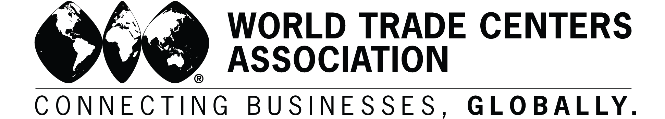 WORLD TRADE CENTERS
ASSOCIATION
®
CONNECTING BUSINESSES, GLOBALLY.